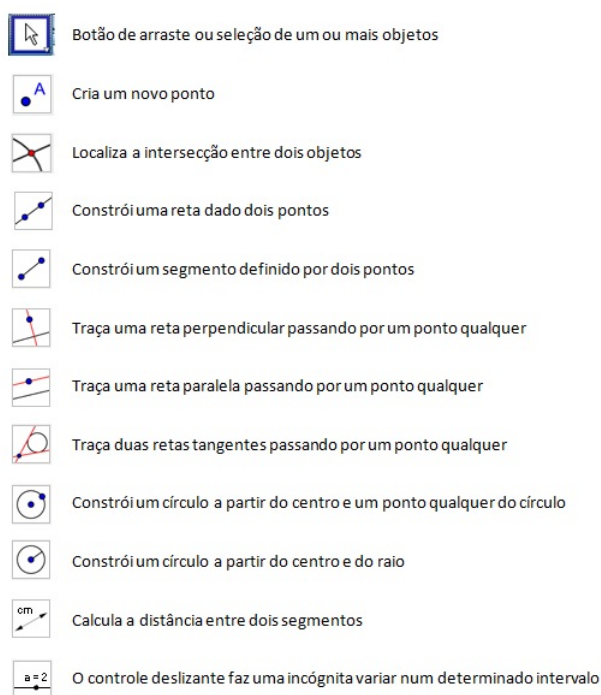 Botão de arraste ou seleção de um ou mais objetos
A
Cria um novo ponto
Localiza a intersecção entre dois objetos
Constrói uma reta dado dois pontos
Constrói um segmento definido por dois pontos
Traça uma reta perpendicular passando por um ponto qualquer
Traça uma reta paralela passando por um ponto qualquer
Traça duas retas tangentes passando por um ponto qualquer
Constrói um círculo a partir do centro e um ponto qualquer do círculo
Constrói um círculo a partir do centro e do raio
cm
Calcula a distância entre dois segmentos
a = 2
O controle deslizante faz uma incógnita variar num determinado intervalo